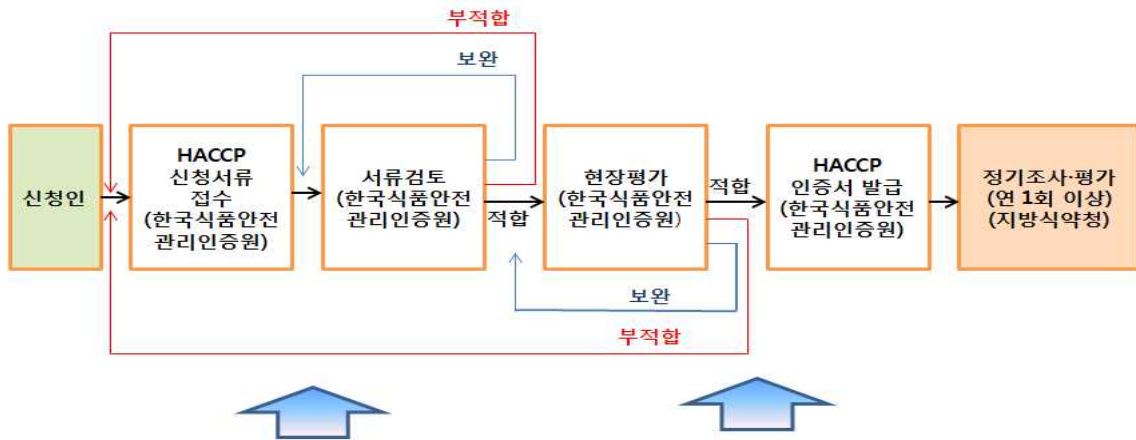 부적합
보완
신청인
HACCP
신청서류
접수
(한국식품안전
관리인증원)
서류검토
(한국식품안전
관리인증원)
적합
현장평가
(한국식품안전
관리인증원)
적합
HACCP
인증서 발급
(한국식품안전
관리인증원)
정기조사·평가
(연 1회 이상)
(지방식약청)
보완
부적합